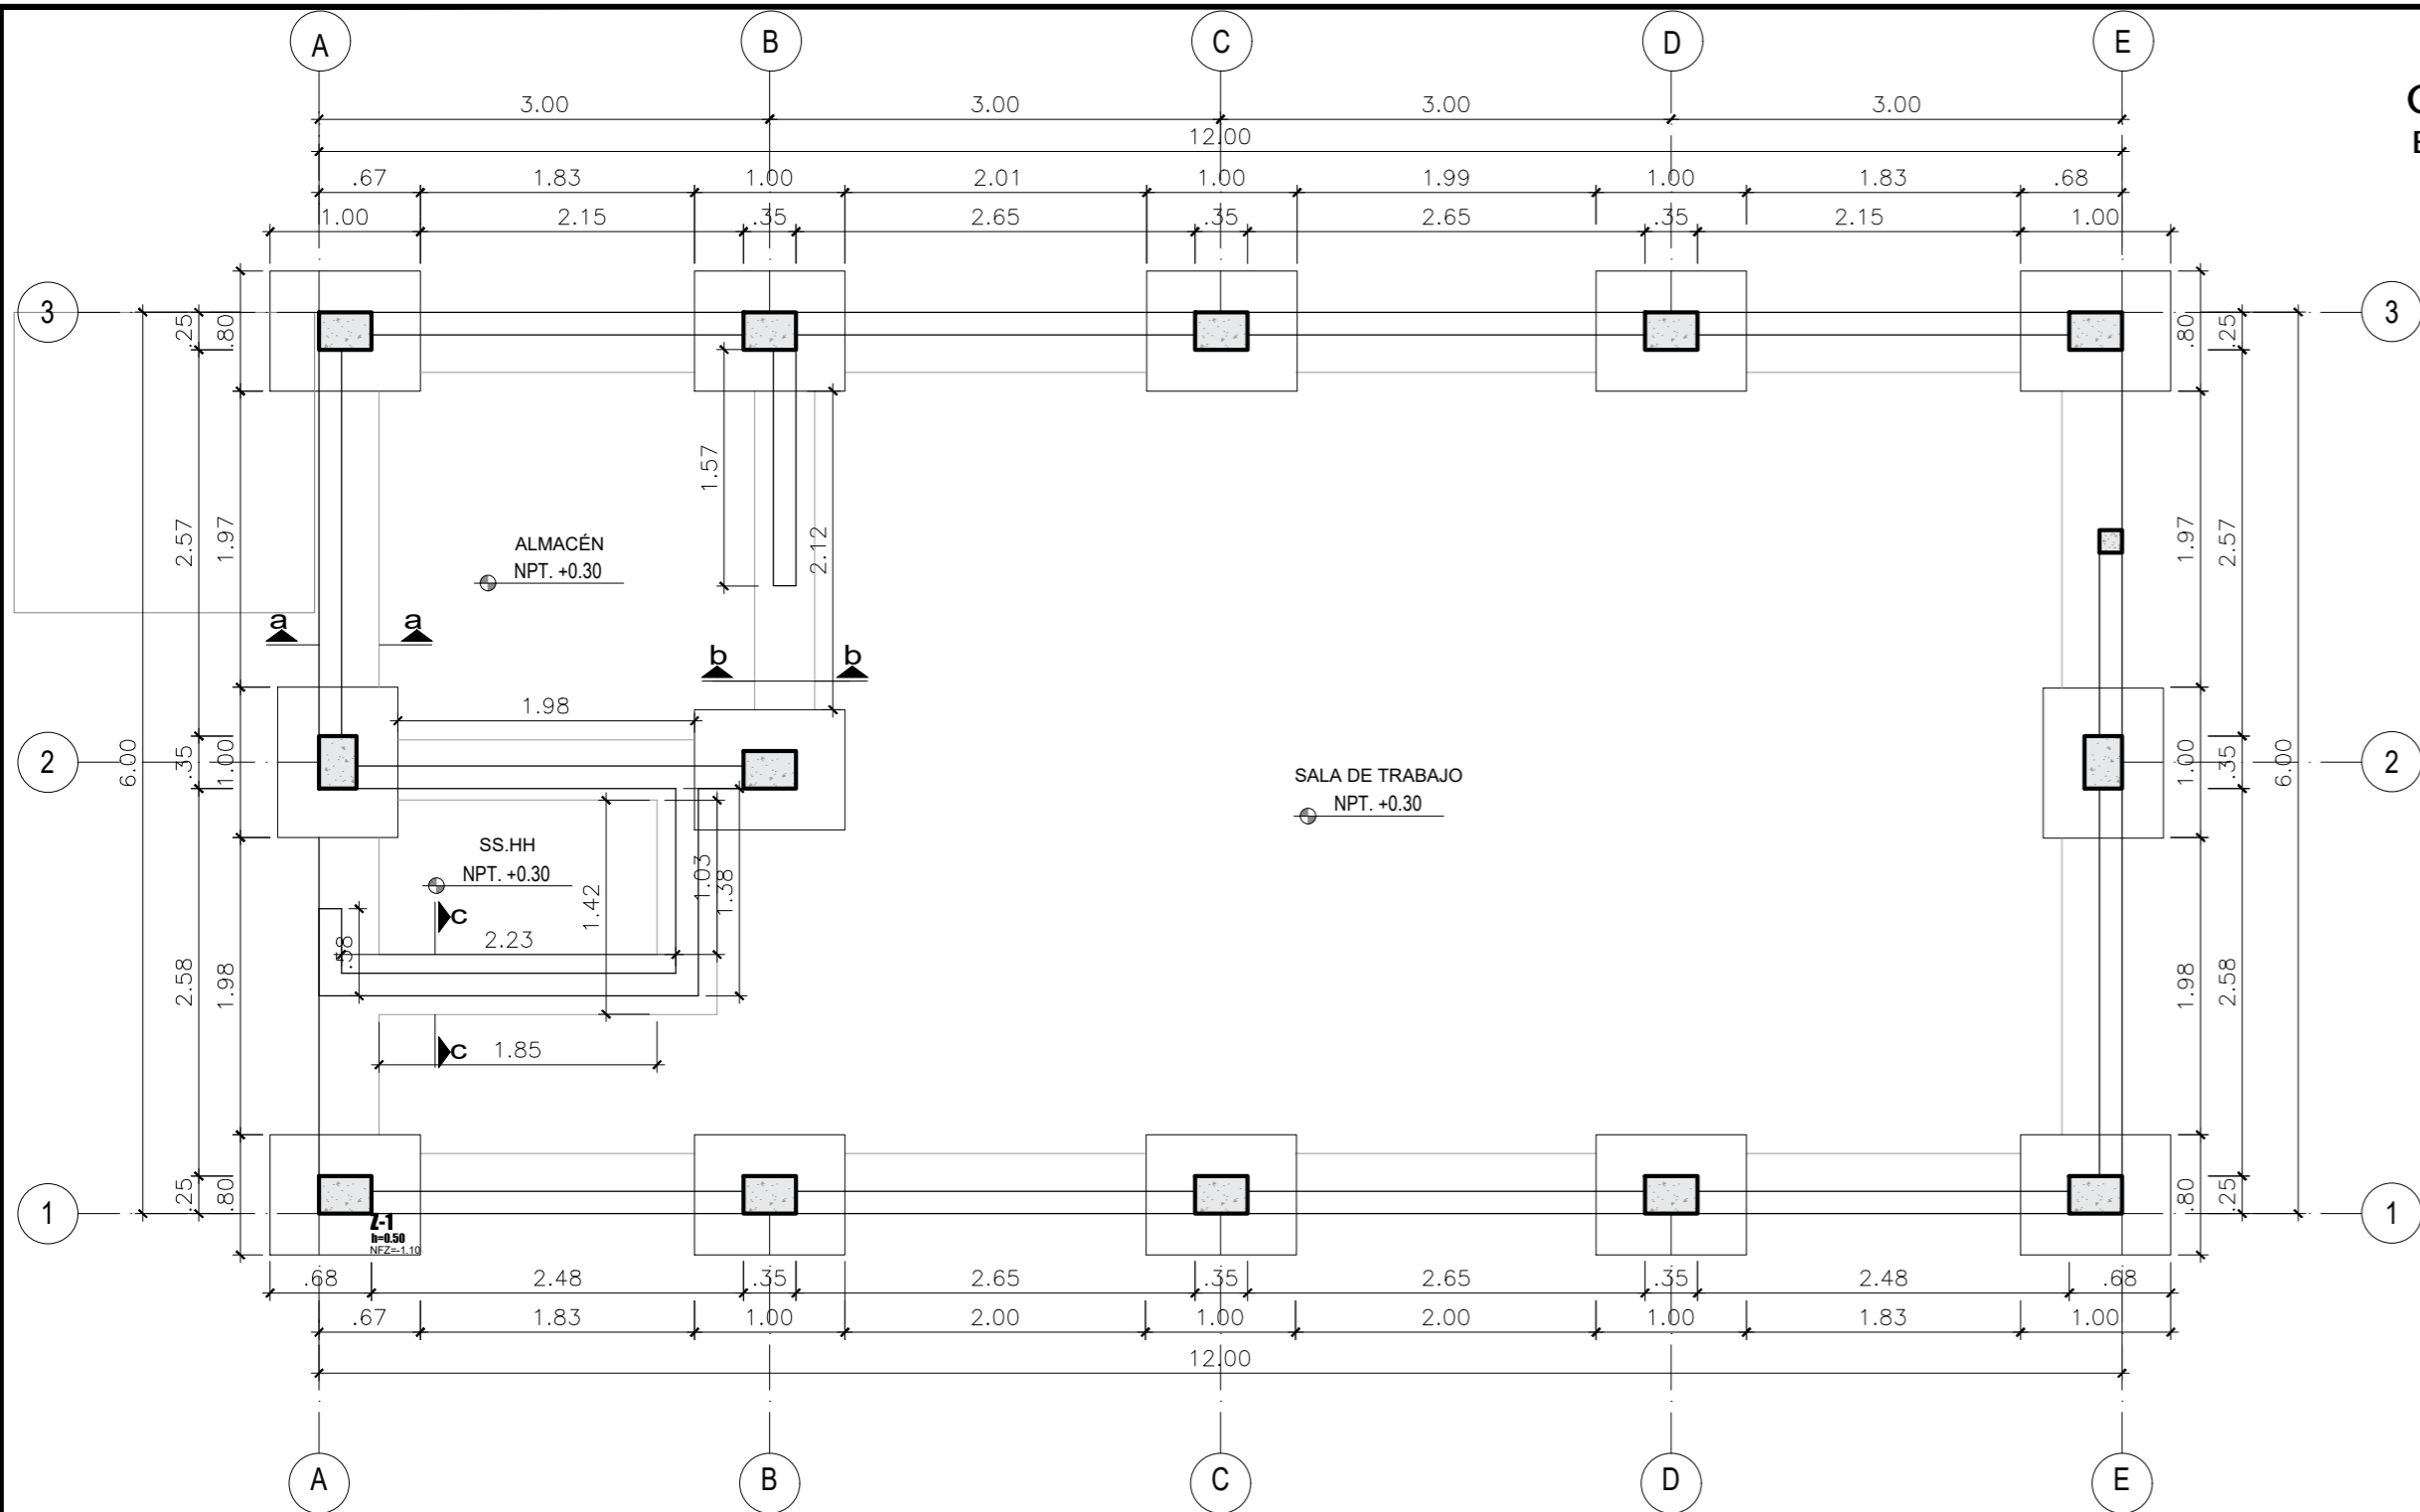 A B C D E
3.00 3.00 3.00 3.00
12.00
.67 1.83 1.00 2.01 1.00 1.99 1.00 1.83 .68
1.00 2.15 .35 2.65 .35 2.65 .35 2.15 1.00
3 .25 .80 .80 .25 3
1.57
2.57 1.97 2.12 1.97 2.57
ALMACÉN
NPT. +0.30
a a
b b
1.98
2 6.00 .35 1.00 1.00 .35 6.00 2
SALA DE TRABAJO
NPT. +0.30
SS.HH
NPT. +0.30
1.42 1.03 1.38
c
2.23
.58
2.58 1.98 1.98 2.58
c 1.85
1 .25 .80 .80 .25 1
Z-1
h=0.50
NFZ=-1.10
.68 2.48 .35 2.65 .35 2.65 .35 2.48 .68
.67 1.83 1.00 2.00 1.00 2.00 1.00 1.83 1.00
12.00
A B C D E